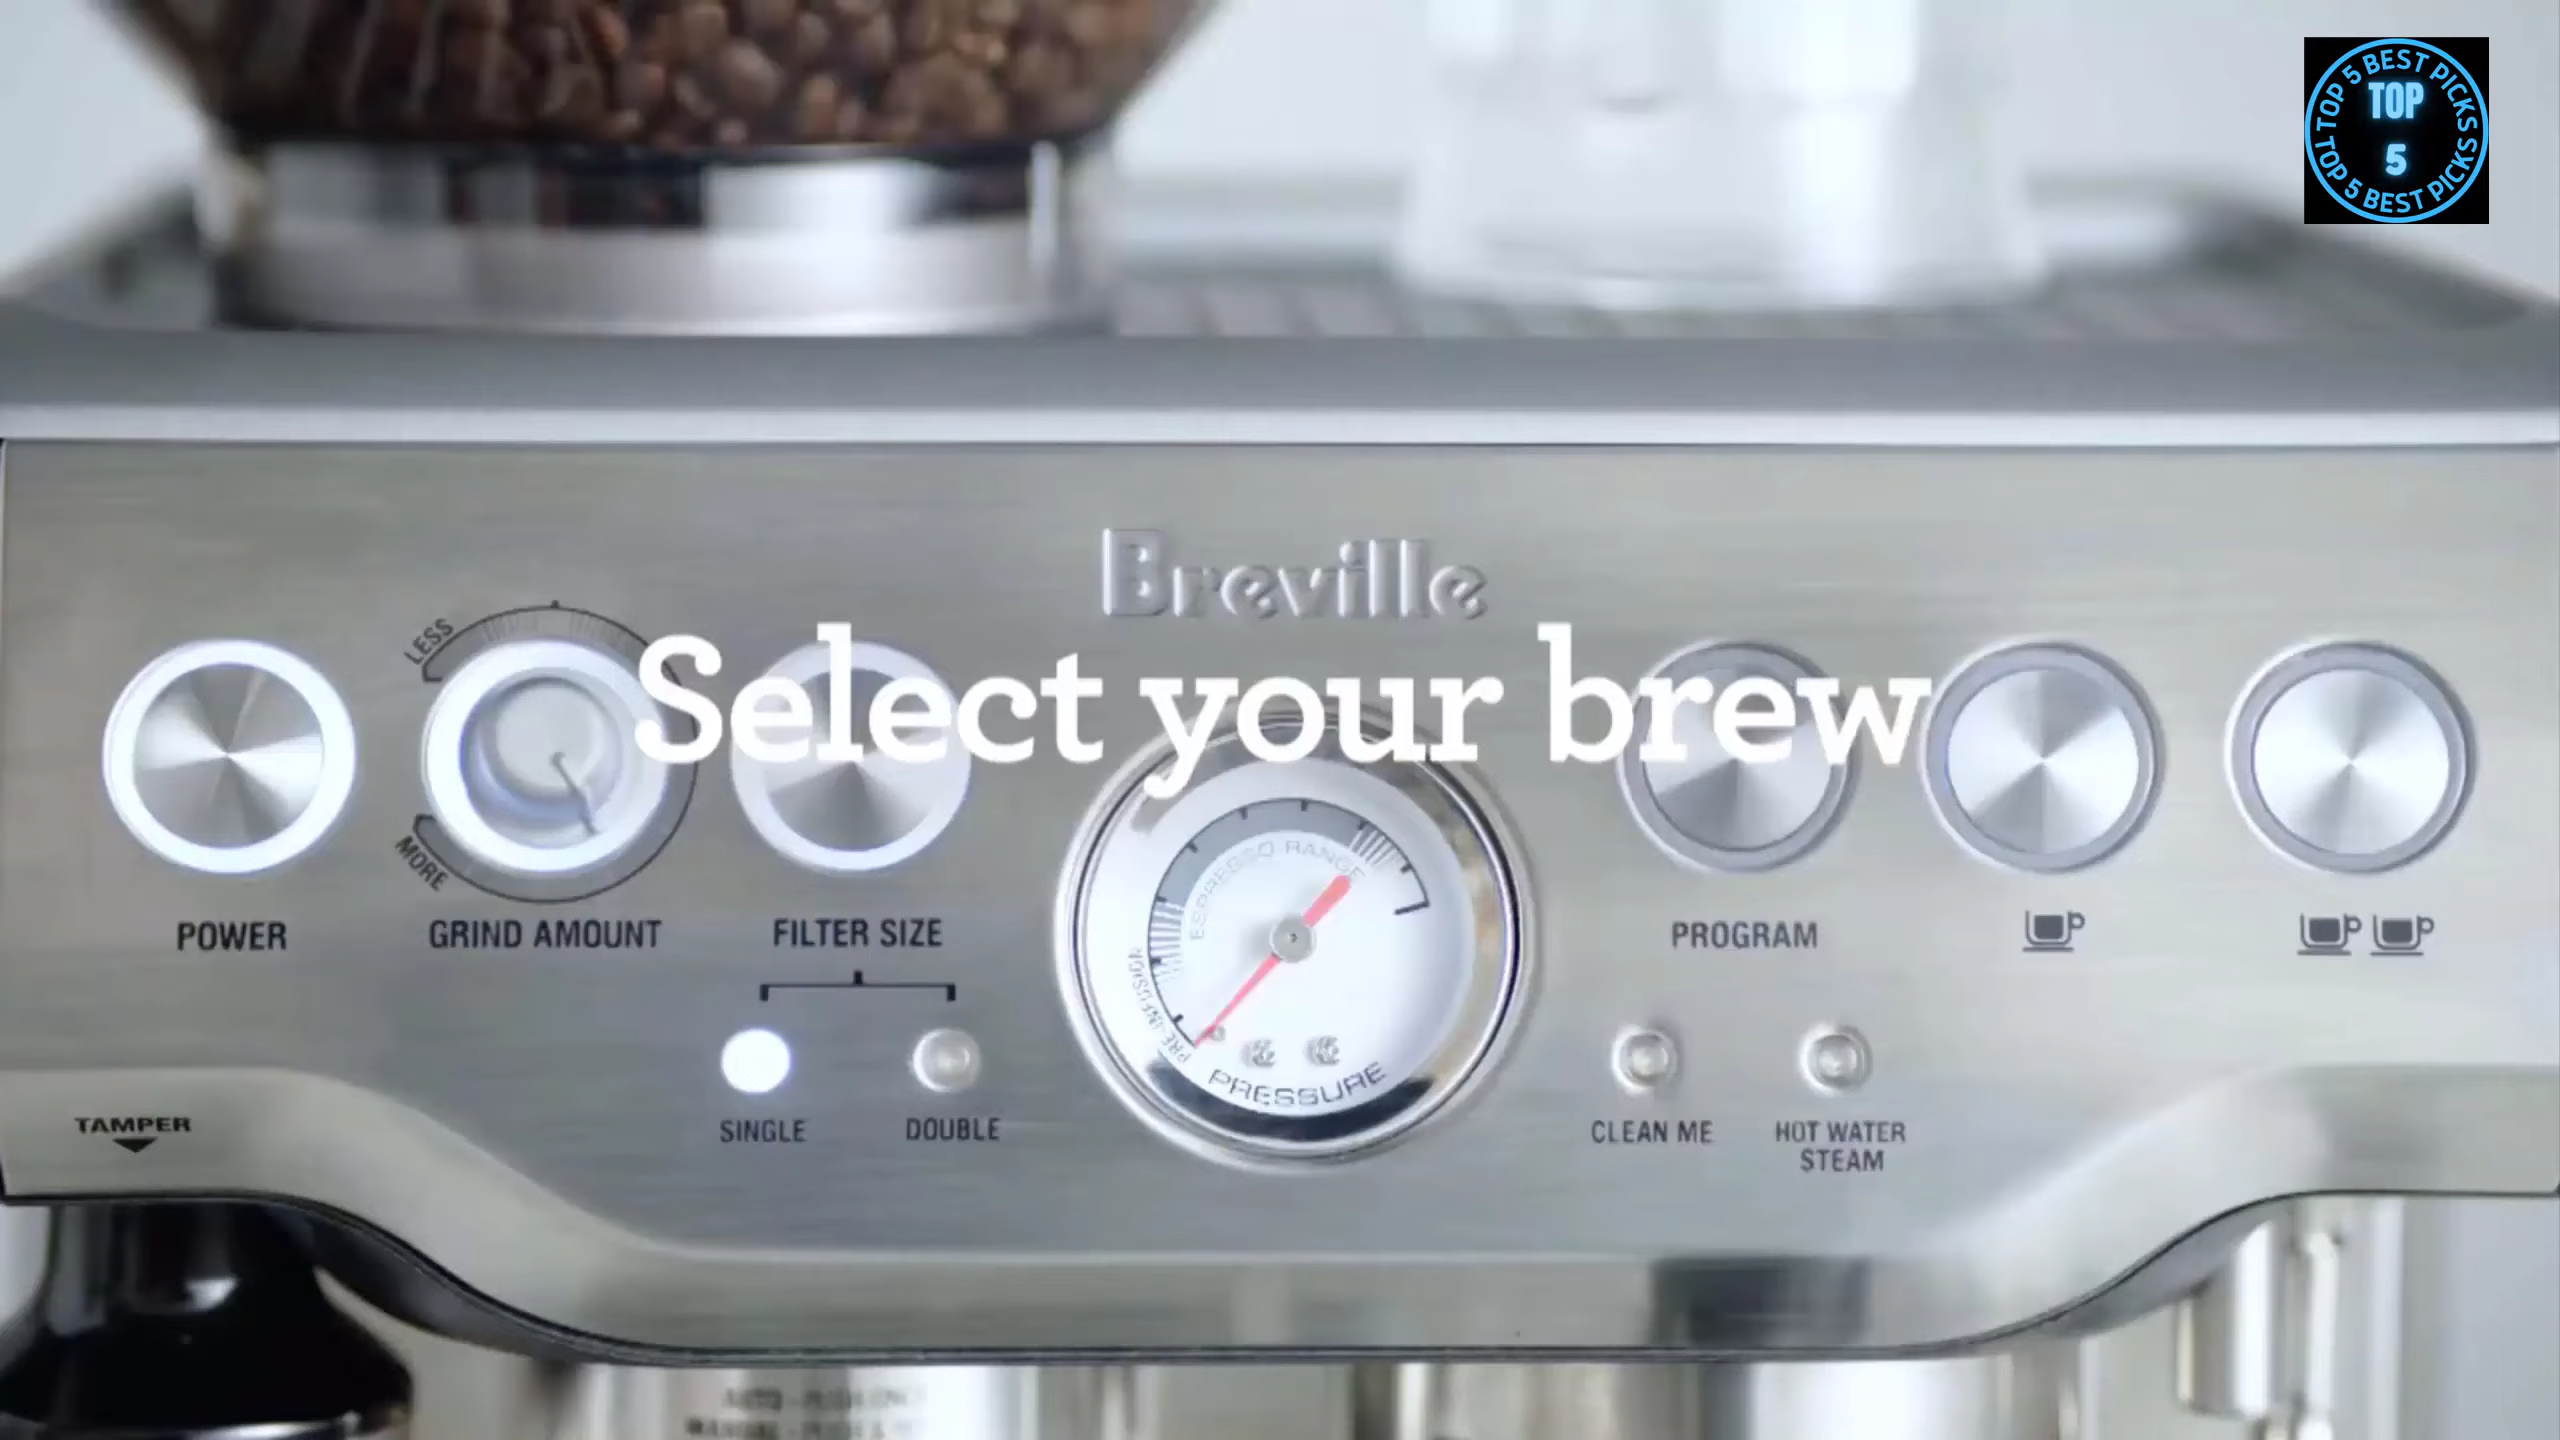 TOP 5 BEST PICKS
TOP 5 BEST PICKS
TOP
5
Breville
Select your brew
LESS
MORE
POWER
GRIND AMOUNT
FILTER SIZE
ESPRESSO RANGE
PRE-INFUSION
PRESSURE
PROGRAM
SINGLE
DOUBLE
CLEAN ME
HOT WATER
STEAM
TAMPER